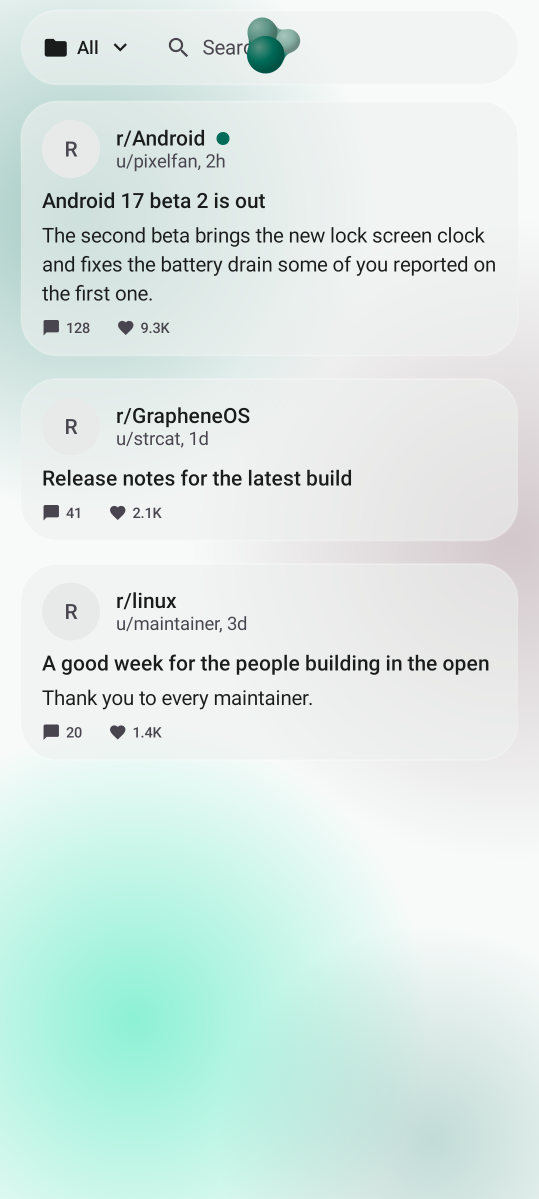 All
Sear
R
r/Android
u/pixelfan, 2h
Android 17 beta 2 is out
The second beta brings the new lock screen clock
and fixes the battery drain some of you reported on
the first one.
128 9.3K
R
r/GrapheneOS
u/strcat, 1d
Release notes for the latest build
41 2.1K
R
r/linux
u/maintainer, 3d
A good week for the people building in the open
Thank you to every maintainer.
20 1.4K